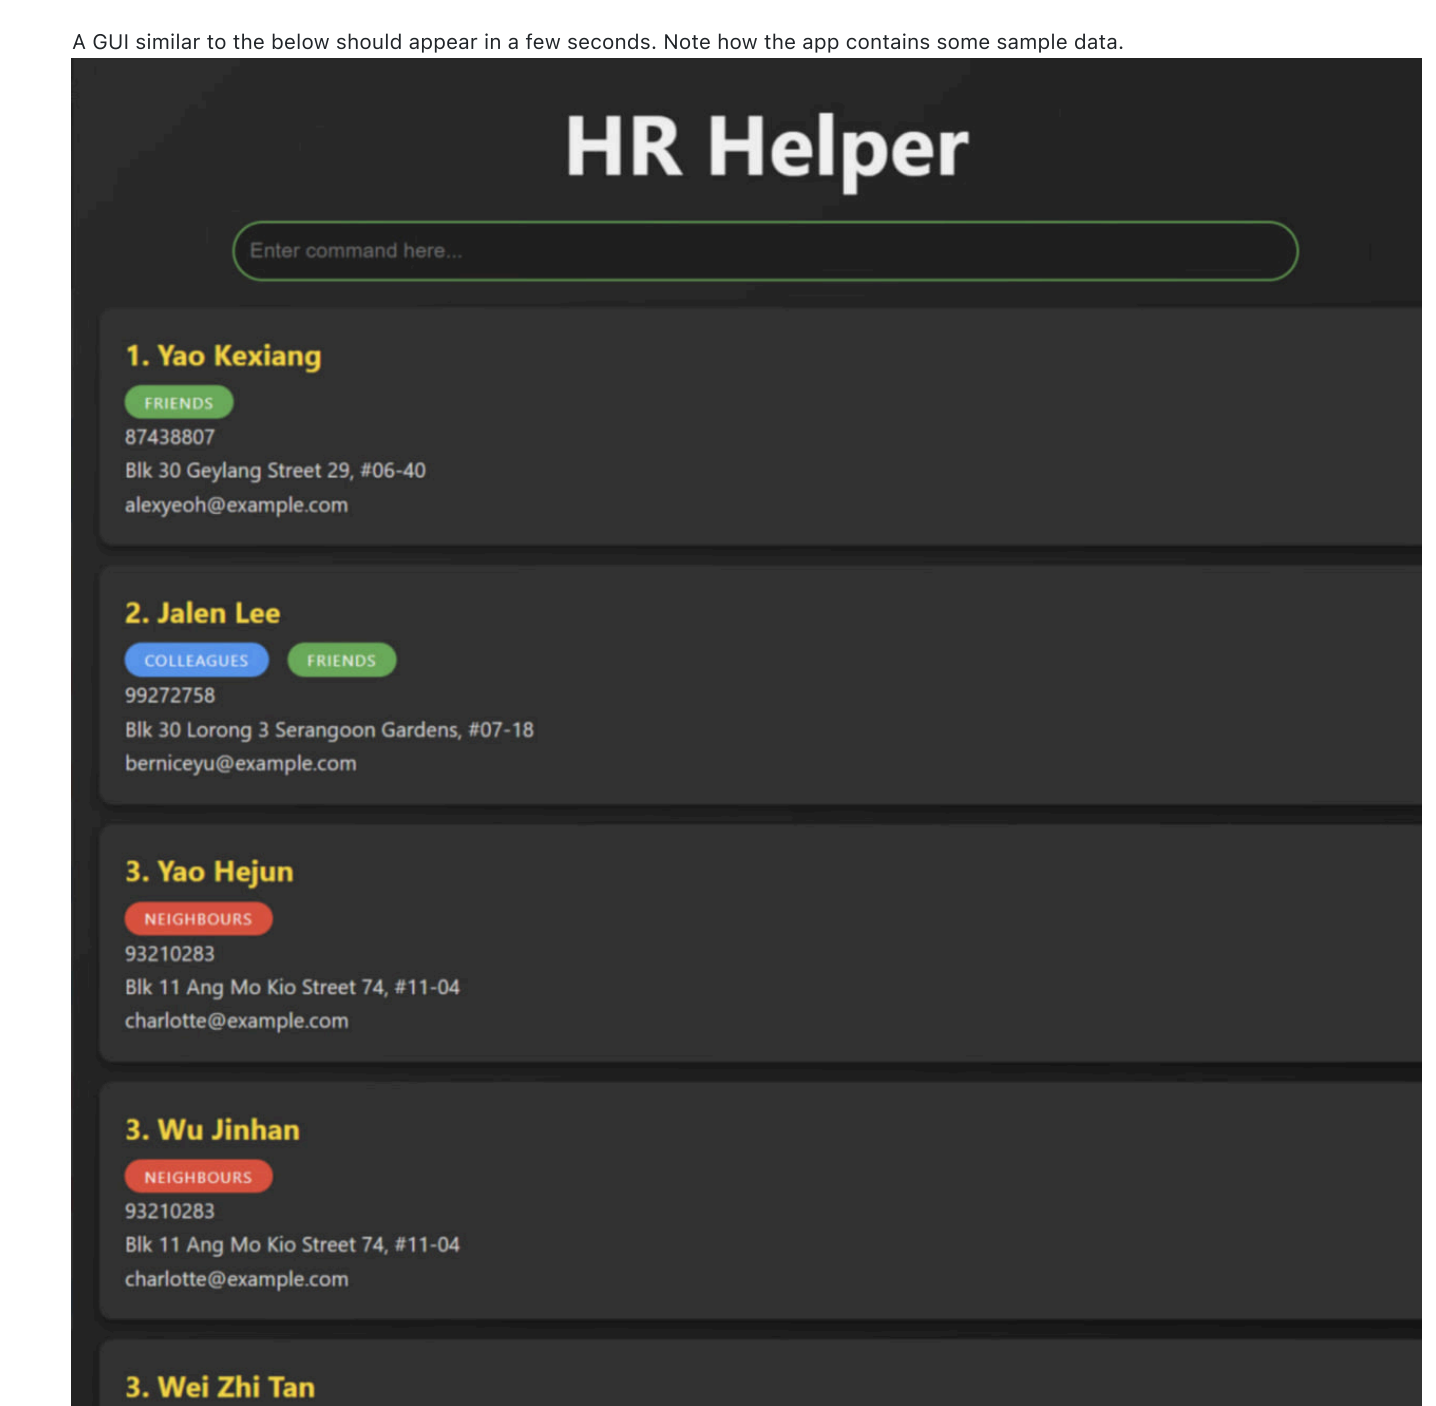 A GUI similar to the below should appear in a few seconds. Note how the app contains some sample data.
HR Helper
Enter command here...
1. Yao Kexiang
FRIENDS
87438807
Blk 30 Geylang Street 29, #06-40
alexyeoh@example.com
2. Jalen Lee
COLLEAGUES FRIENDS
99272758
Blk 30 Lorong 3 Serangoon Gardens, #07-18
berniceyu@example.com
3. Yao Hejun
NEIGHBOURS
93210283
Blk 11 Ang Mo Kio Street 74, #11-04
charlotte@example.com
3. Wu Jinhan
NEIGHBOURS
93210283
Blk 11 Ang Mo Kio Street 74, #11-04
charlotte@example.com
3. Wei Zhi Tan